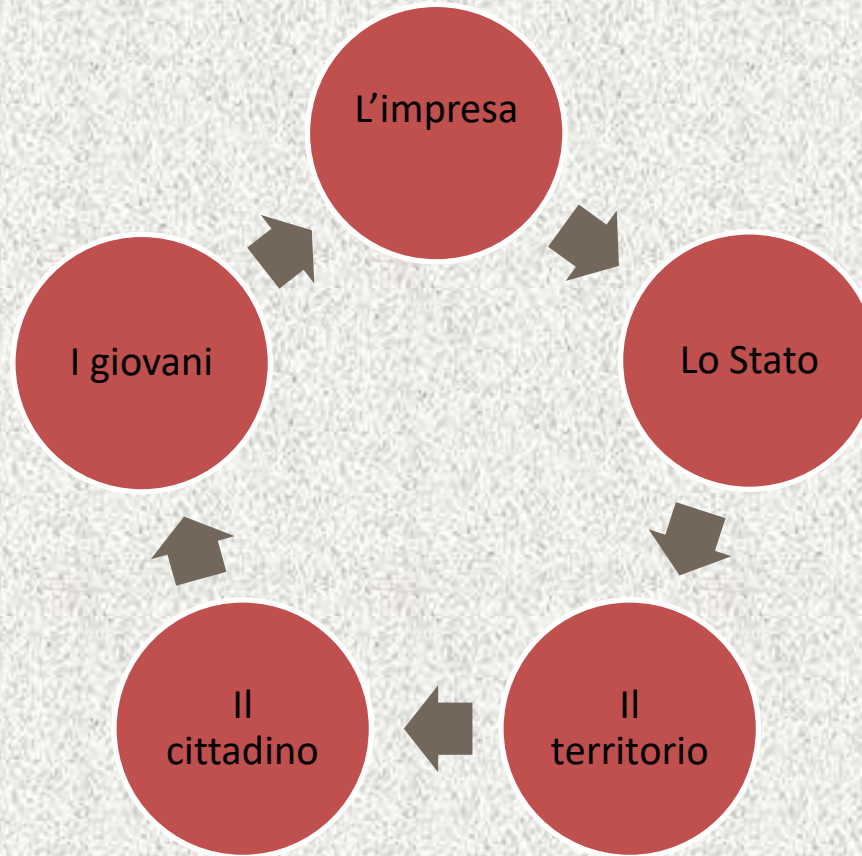 L’impresa
Lo Stato
Il
territorio
Il
cittadino
I giovani